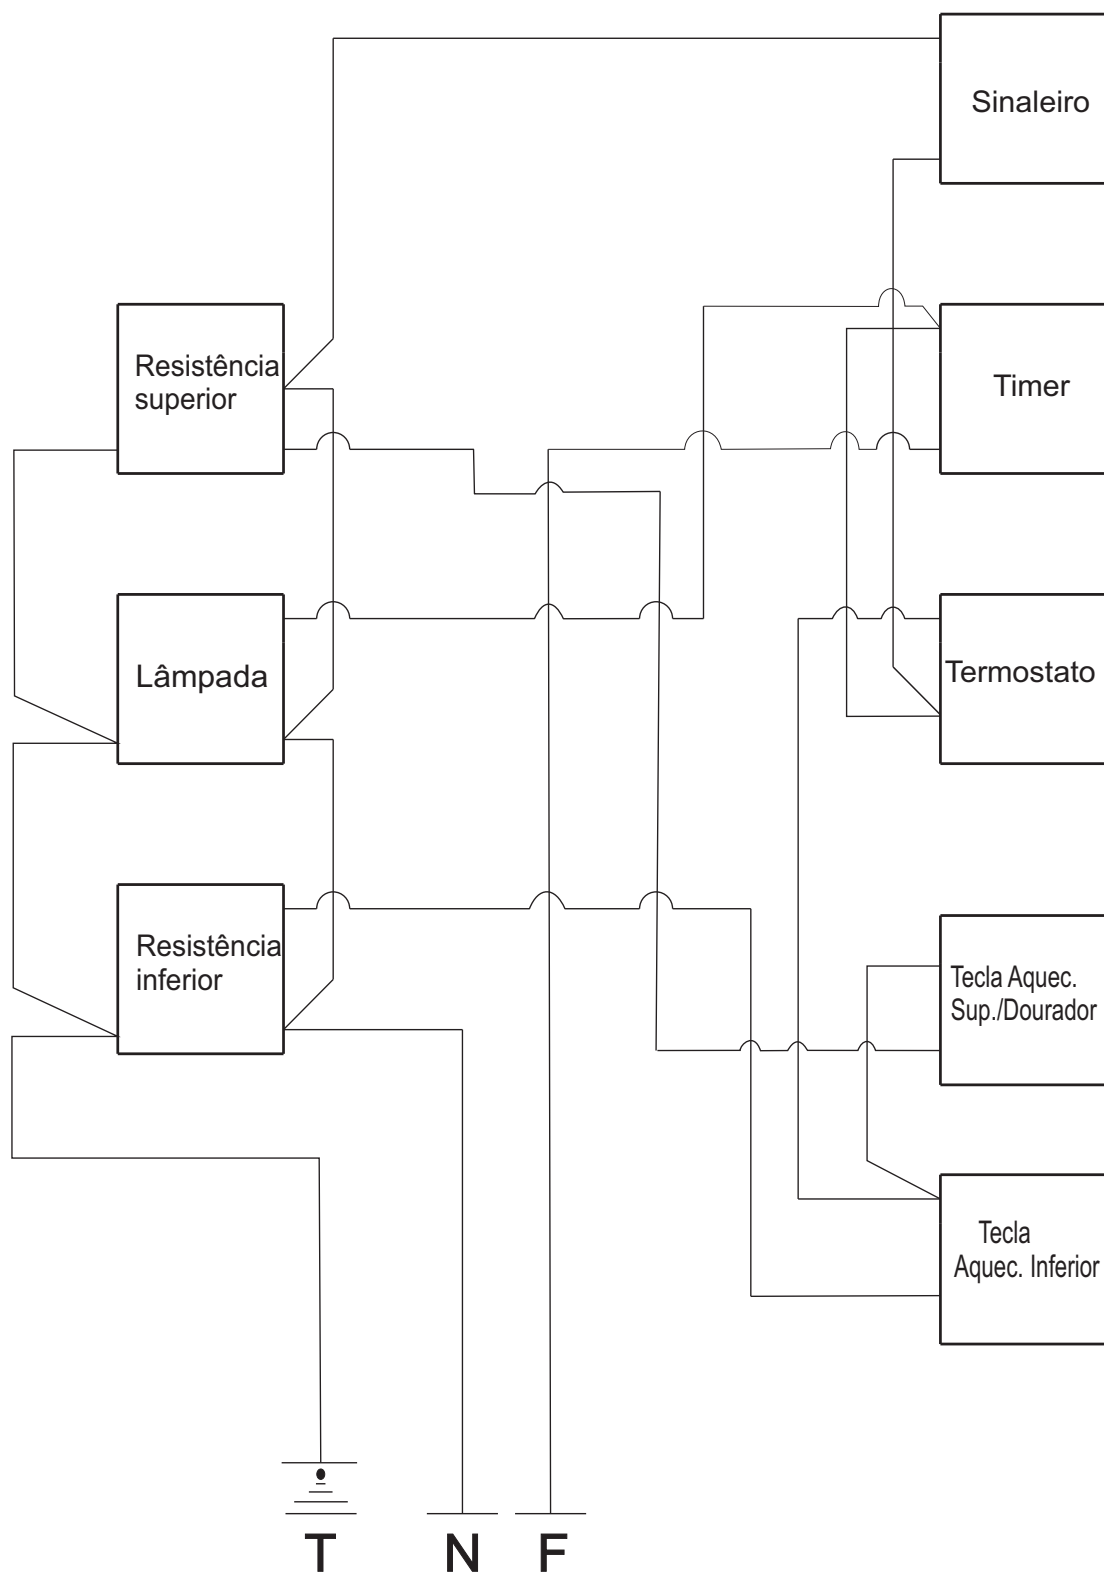 Sinaleiro
Resistência
superior
Timer
Lâmpada
Termostato
Resistência
inferior
Tecla Aquec.
Sup./Dourador
Tecla
Aquec. Inferior
T N F